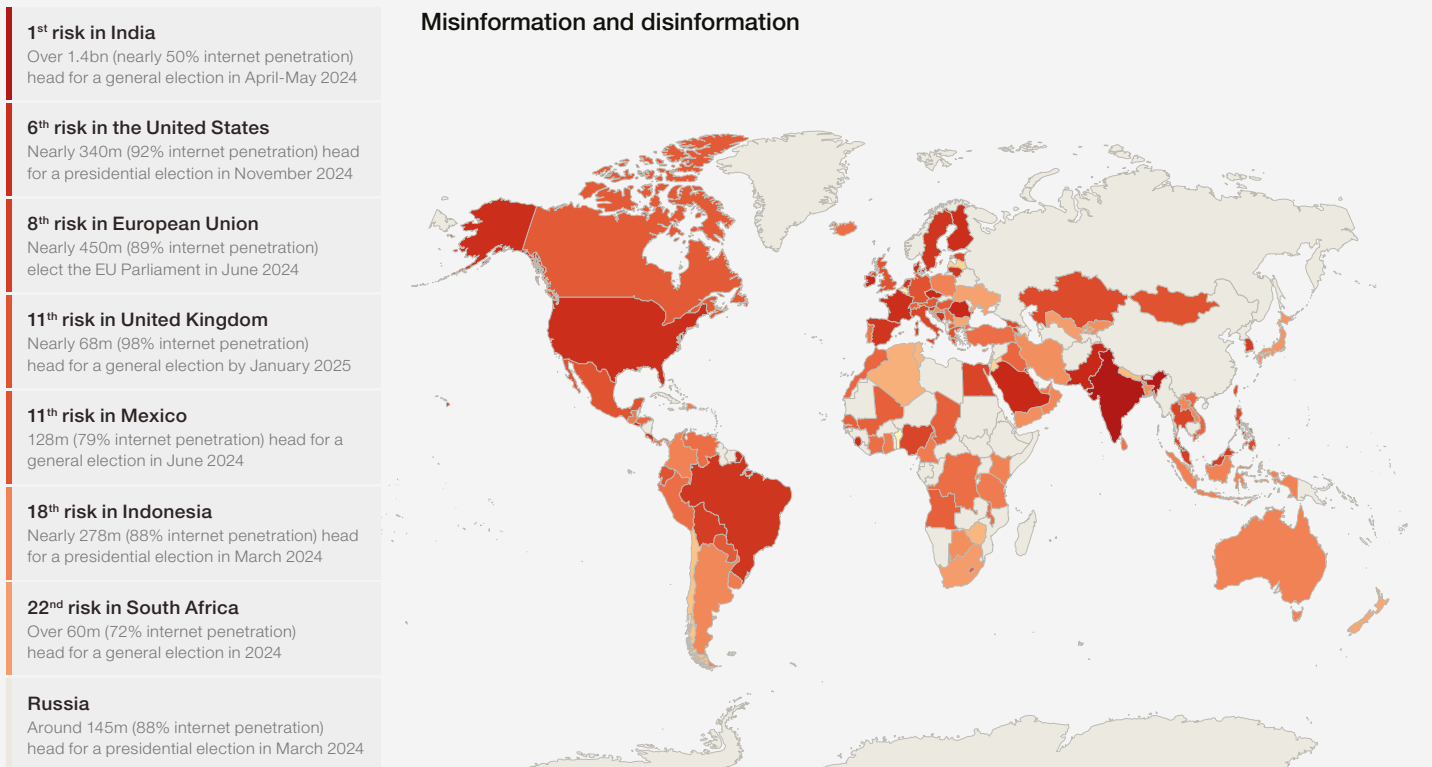 1st risk in India
Over 1.4bn (nearly 50% internet penetration)
head for a general election in April-May 2024
6th risk in the United States
Nearly 340m (92% internet penetration) head
for a presidential election in November 2024
8th risk in European Union
Nearly 450m (89% internet penetration)
elect the EU Parliament in June 2024
11th risk in United Kingdom
Nearly 68m (98% internet penetration)
head for a general election by January 2025
11th risk in Mexico
128m (79% internet penetration) head for a
general election in June 2024
18th risk in Indonesia
Nearly 278m (88% internet penetration) head
for a presidential election in March 2024
22nd risk in South Africa
Over 60m (72% internet penetration)
head for a general election in 2024
Russia
Around 145m (88% internet penetration)
head for a presidential election in March 2024
Misinformation and disinformation